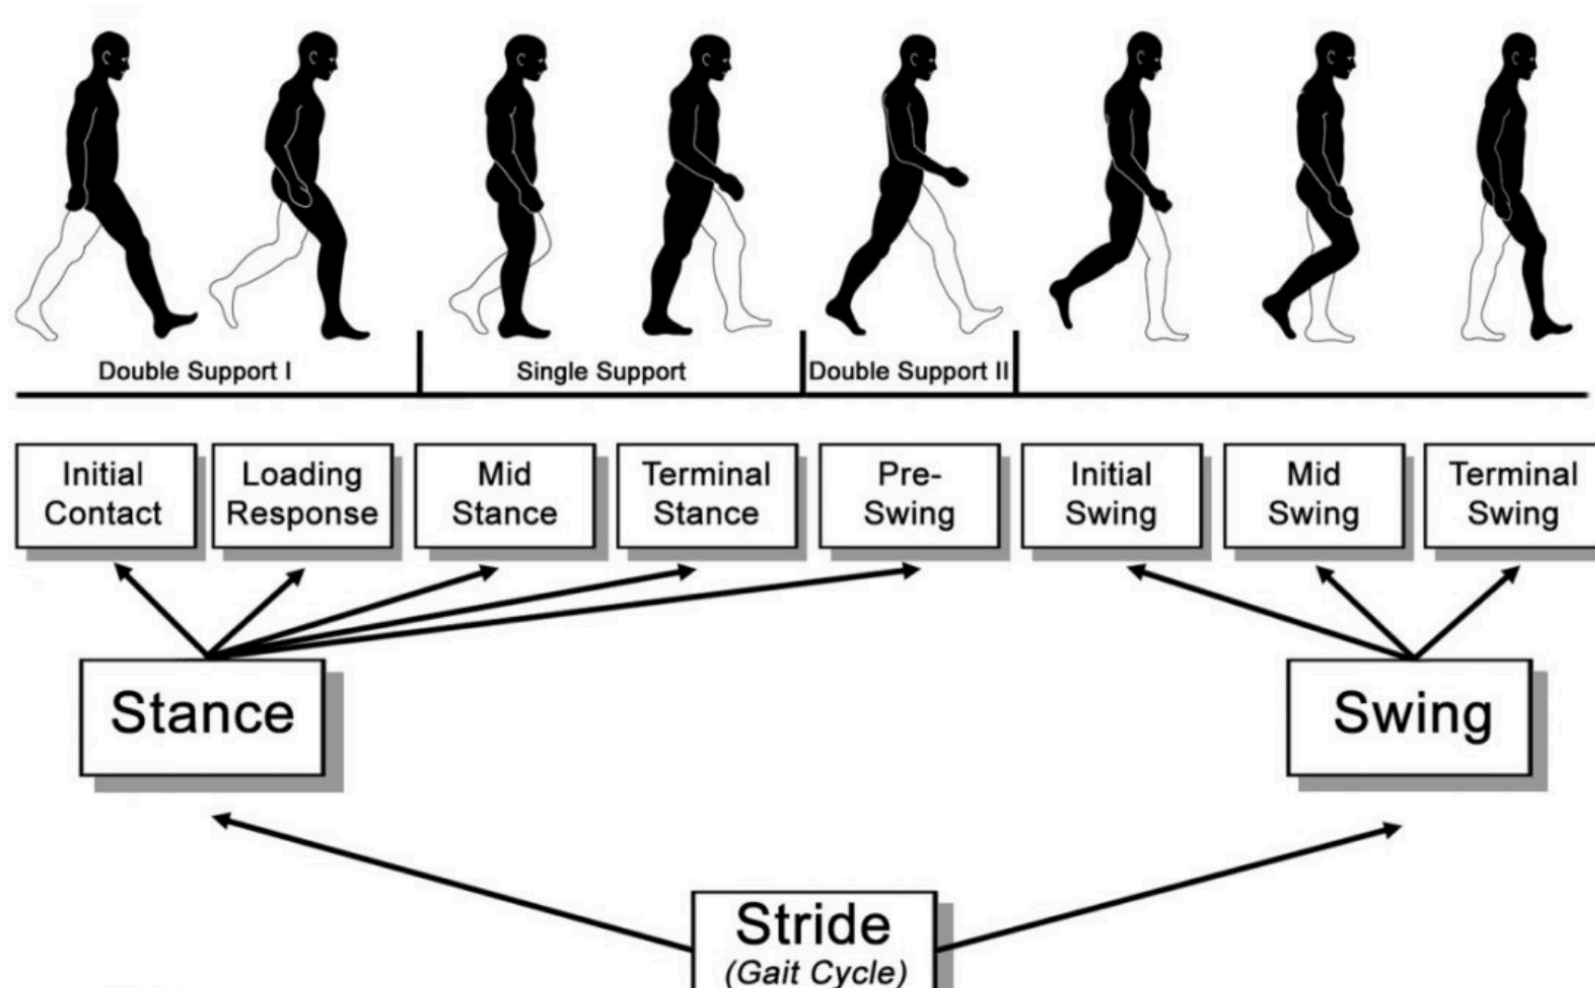 Double Support I
Single Support
Double Support II
Initial
Contact
Loading
Response
Mid
Stance
Terminal
Stance
Pre-
Swing
Initial
Swing
Mid
Swing
Terminal
Swing
Stance
Swing
Stride
(Gait Cycle)